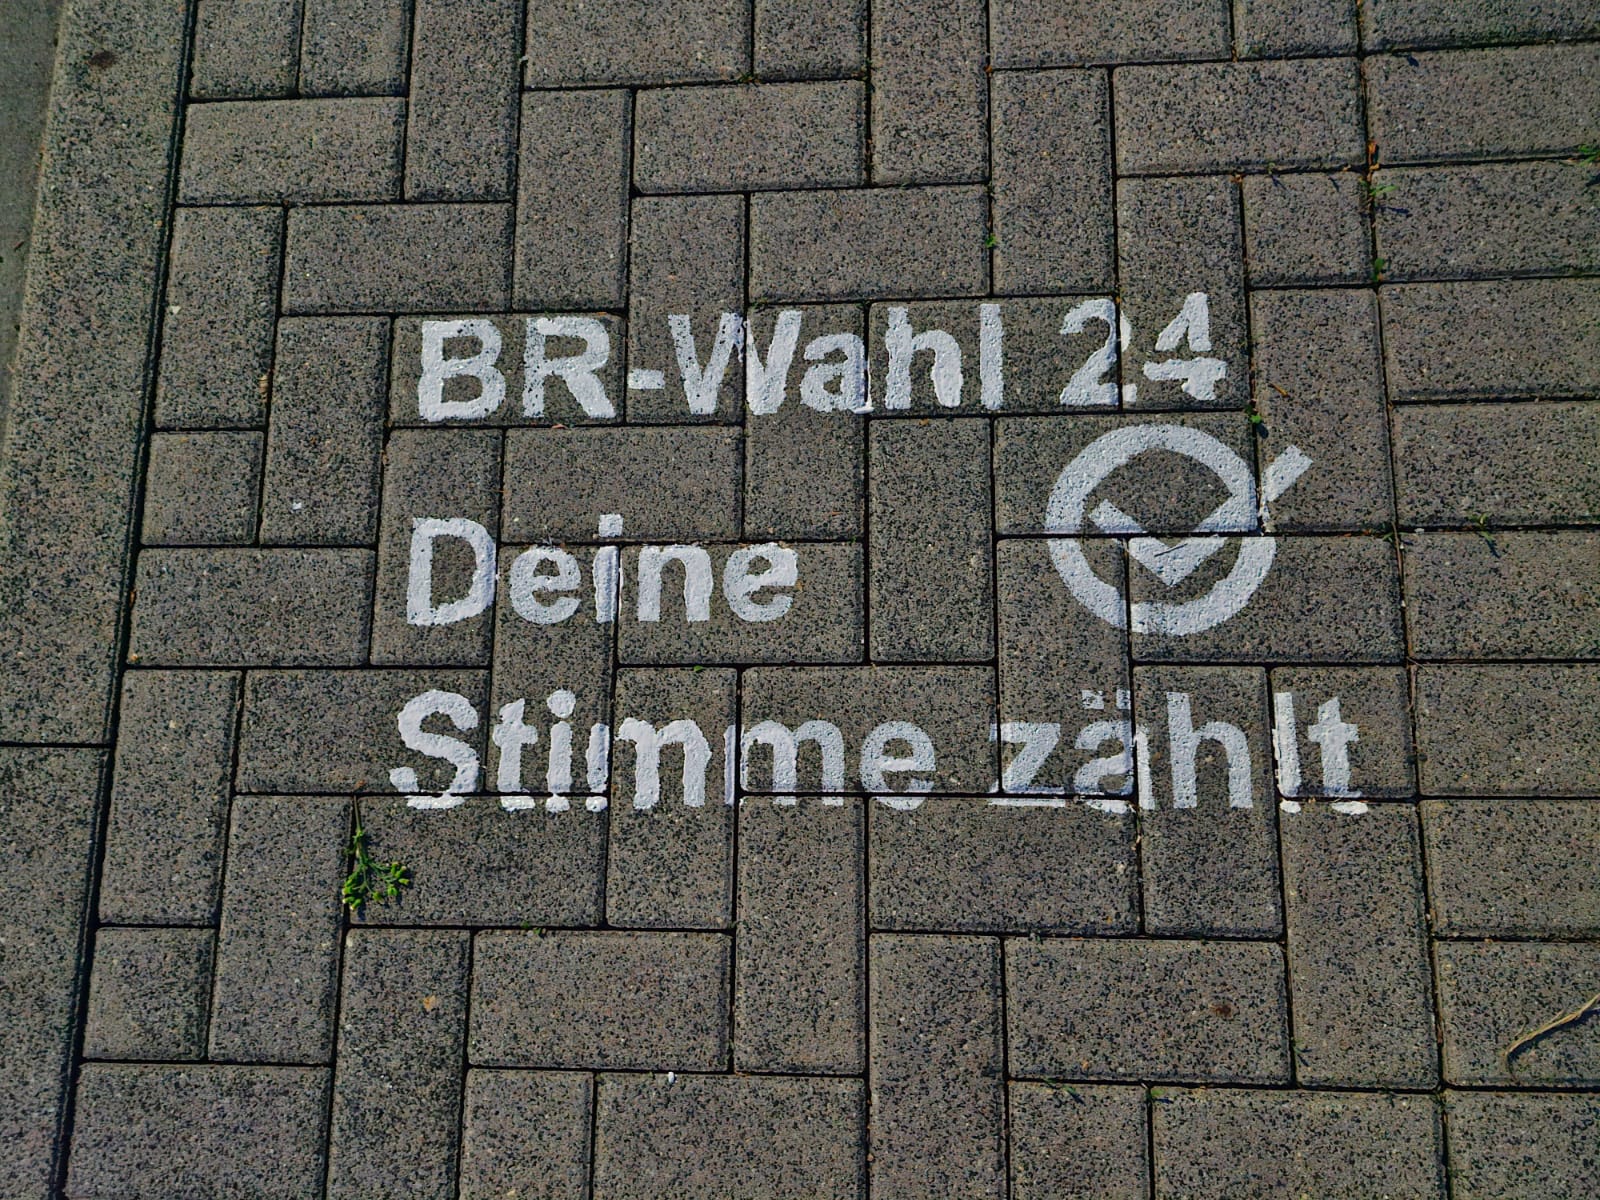 BR-Wahl 24
Deine
Stimme zählt